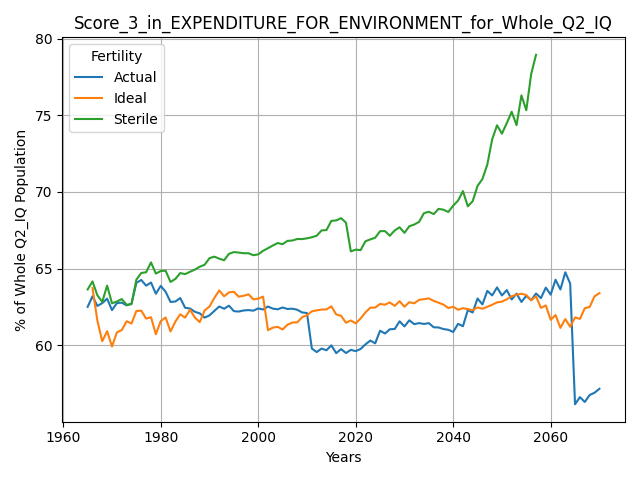 Score_3_in_EXPENDITURE_FOR_ENVIRONMENT_for_Whole_Q2_IQ
Fertility
Actual
Ideal
Sterile
% of Whole Q2_IQ Population
80
75
70
65
60
1960
1980
2000
2020
2040
2060
Years